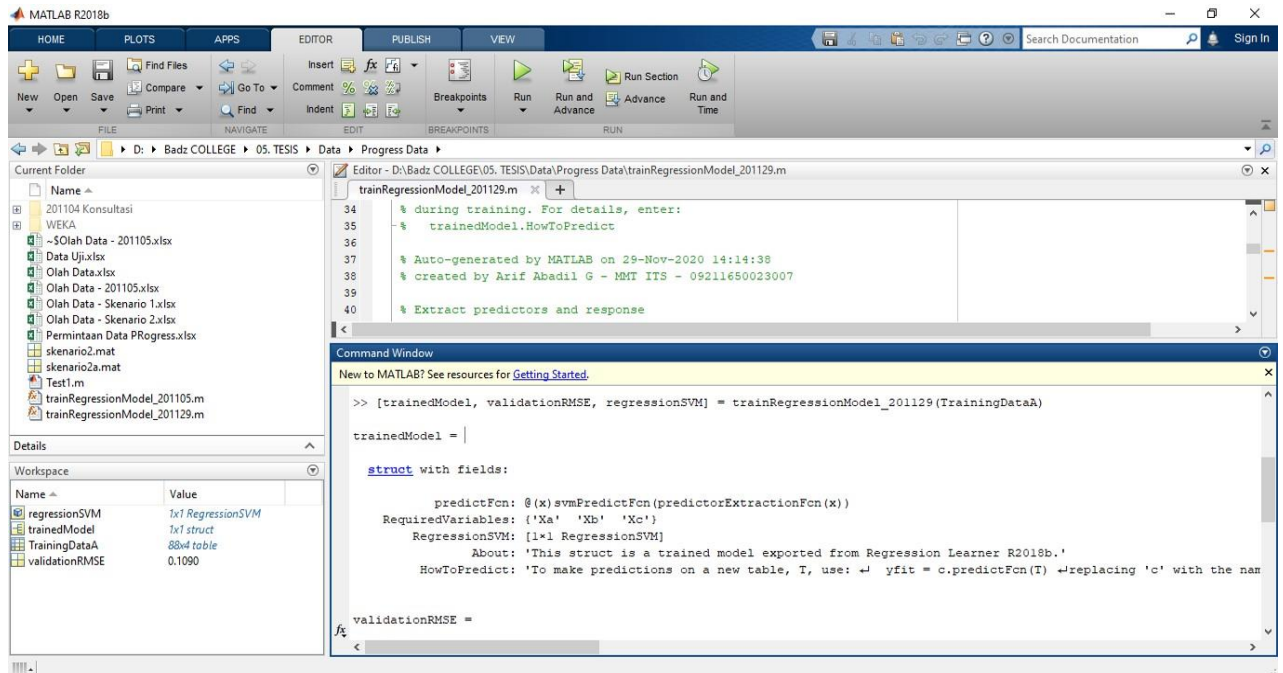 MATLAB R2018b
HOME PLOTS APPS EDITOR PUBLISH VIEW Search Documentation Sign In
New Open Save Find Files Compare Print Go To Find Insert fx Comment Indent Breakpoints Run Run and Advance Run Section Advance Run and Time
FILE NAVIGATE EDIT BREAKPOINTS RUN
D: Badz COLLEGE 05. TESIS Data Progress Data
Current Folder
Name
201104 Konsultasi
WEKA
~$Olah Data - 201105.xlsx
Data Uji.xlsx
Olah Data.xlsx
Olah Data - 201105.xlsx
Olah Data - Skenario 1.xlsx
Olah Data - Skenario 2.xlsx
Permintaan Data PRogress.xlsx
skenario2.mat
skenario2a.mat
Test1.m
trainRegressionModel_201105.m
trainRegressionModel_201129.m
Details
Workspace
Name Value
regressionSVM 1x1 RegressionSVM
trainedModel 1x1 struct
TrainingDataA 88x4 table
validationRMSE 0.1090
Editor - D:\Badz COLLEGE\05. TESIS\Data\Progress Data\trainRegressionModel_201129.m
trainRegressionModel_201129.m +
34 % during training. For details, enter:
35 % trainedModel.HowToPredict
36
37 % Auto-generated by MATLAB on 29-Nov-2020 14:14:38
38 % created by Arif Abadil G - MMT ITS - 09211650023007
39
40 % Extract predictors and response
Command Window
New to MATLAB? See resources for Getting Started.
>> [trainedModel, validationRMSE, regressionSVM] = trainRegressionModel_201129(TrainingDataA)
trainedModel =
struct with fields:
predictFcn: @(x)svmPredictFcn(predictorExtractionFcn(x))
RequiredVariables: {'Xa' 'Xb' 'Xc'}
RegressionSVM: [1×1 RegressionSVM]
About: 'This struct is a trained model exported from Regression Learner R2018b.'
HowToPredict: 'To make predictions on a new table, T, use: ↵ yfit = c.predictFcn(T) ↵replacing 'c' with the nam
validationRMSE =
fx